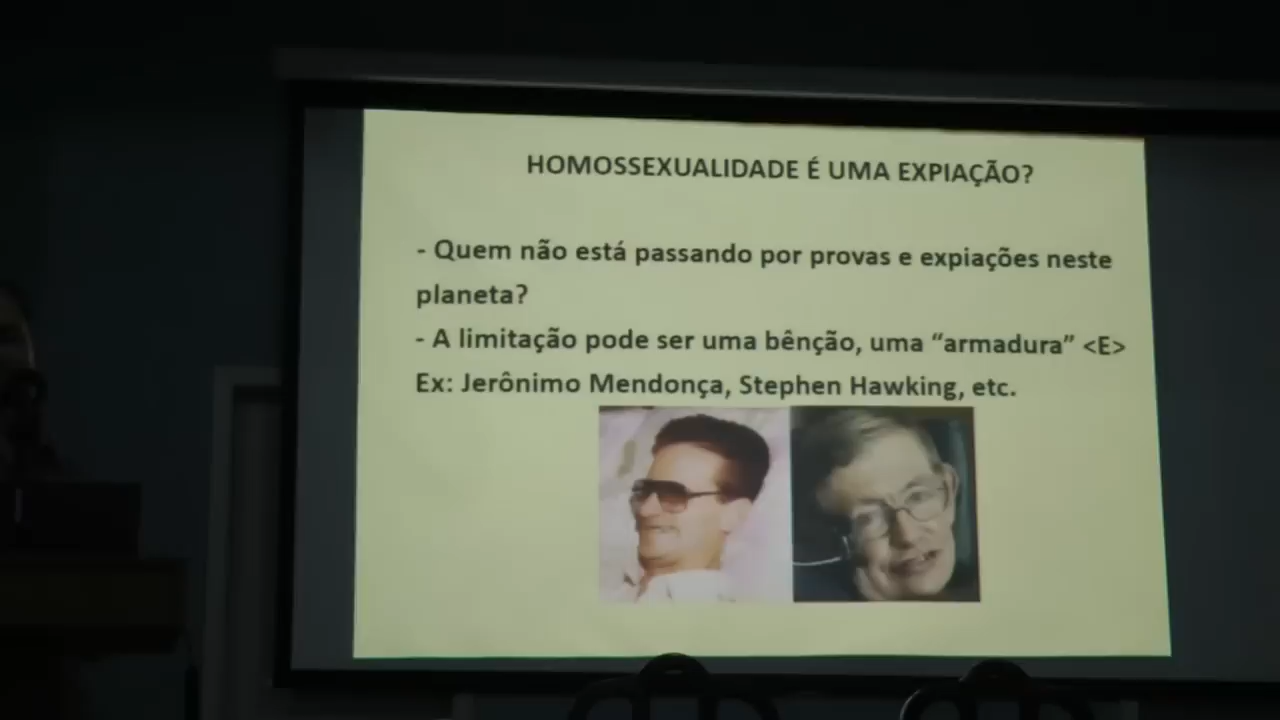 HOMOSSEXUALIDADE É UMA EXPIAÇÃO?
- Quem não está passando por provas e expiações neste
planeta?
- A limitação pode ser uma bênção, uma “armadura” <E>
Ex: Jerônimo Mendonça, Stephen Hawking, etc.